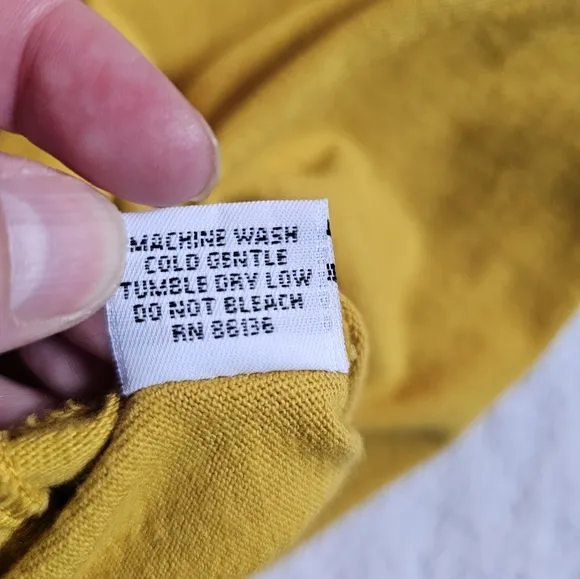 MACHINE WASH
COLD GENTLE
TUMBLE DRY LOW
DO NOT BLEACH
RN 86136